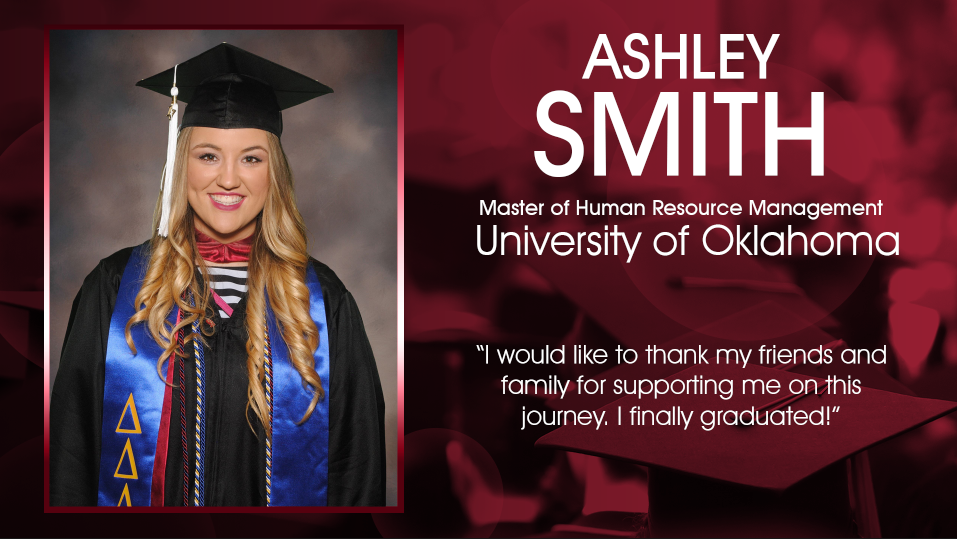 ASHLEY
SMITH
Master of Human Resource Management
University of Oklahoma
“I would like to thank my friends and
family for supporting me on this
journey. I finally graduated!”
Δ
Δ
Δ